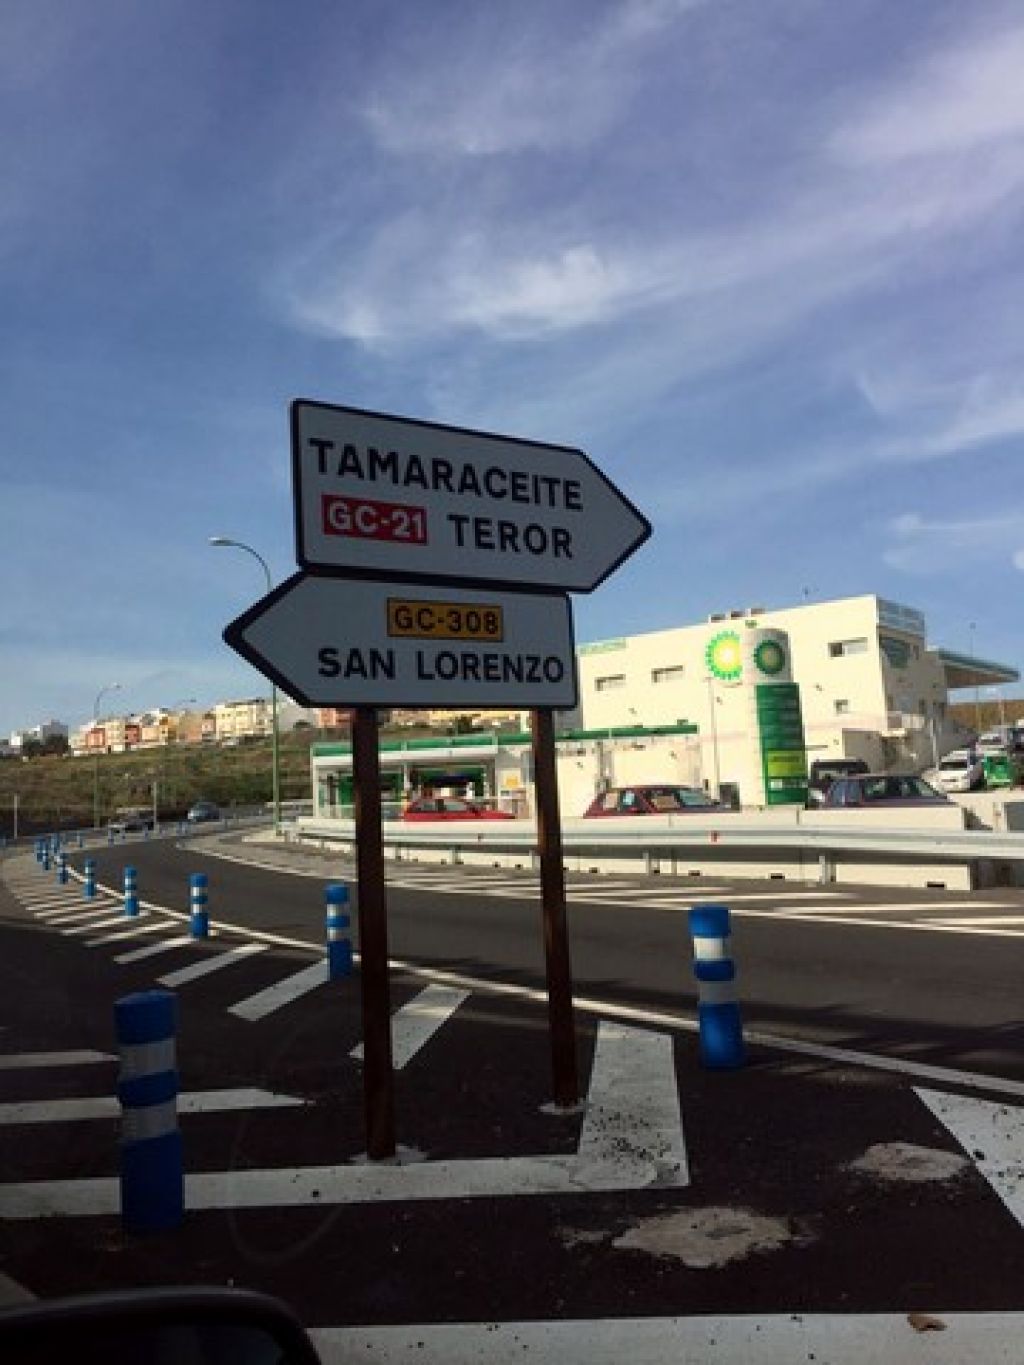 TAMARACEITE
GC-21 TEROR
GC-308
SAN LORENZO